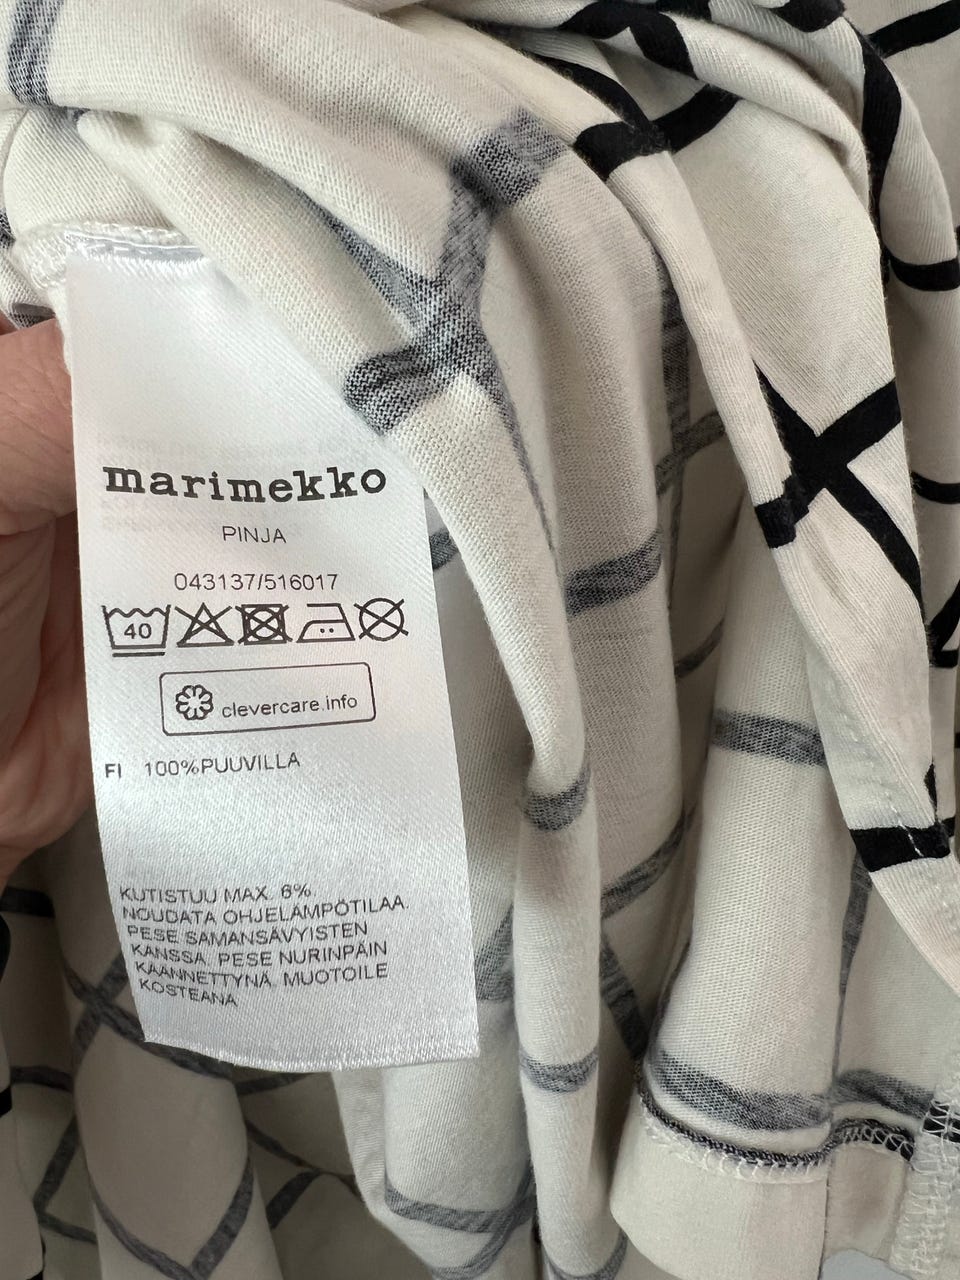 marimekko
PINJA
043137/516017
40
clevercare.info
FI 100%PUUVILLA
KUTISTUU MAX. 6%
NOUDATA OHJELÄMPÖTILAA.
PESE SAMANSÄVYISTEN
KANSSA. PESE NURINPÄIN
KÄÄNNETTYNÄ. MUOTOILE
KOSTEANA